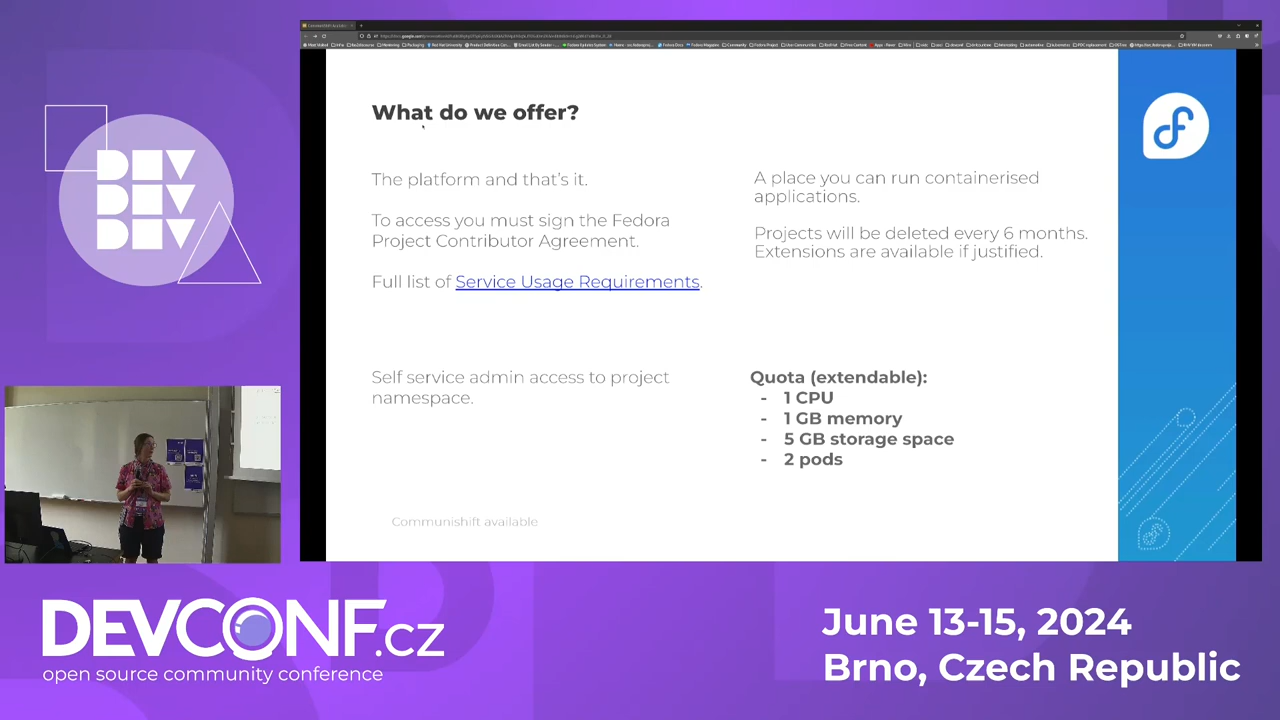 What do we offer?
The platform and that's it.
To access you must sign the Fedora
Project Contributor Agreement.
Full list of Service Usage Requirements.
A place you can run containerised
applications.
Projects will be deleted every 6 months.
Extensions are available if justified.
Self service admin access to project
namespace.
Quota (extendable):
- 1 CPU
- 1 GB memory
- 5 GB storage space
- 2 pods
Communishift available
DEV
DEV
DEV
DEVCONF.cz
open source community conference
June 13-15, 2024
Brno, Czech Republic